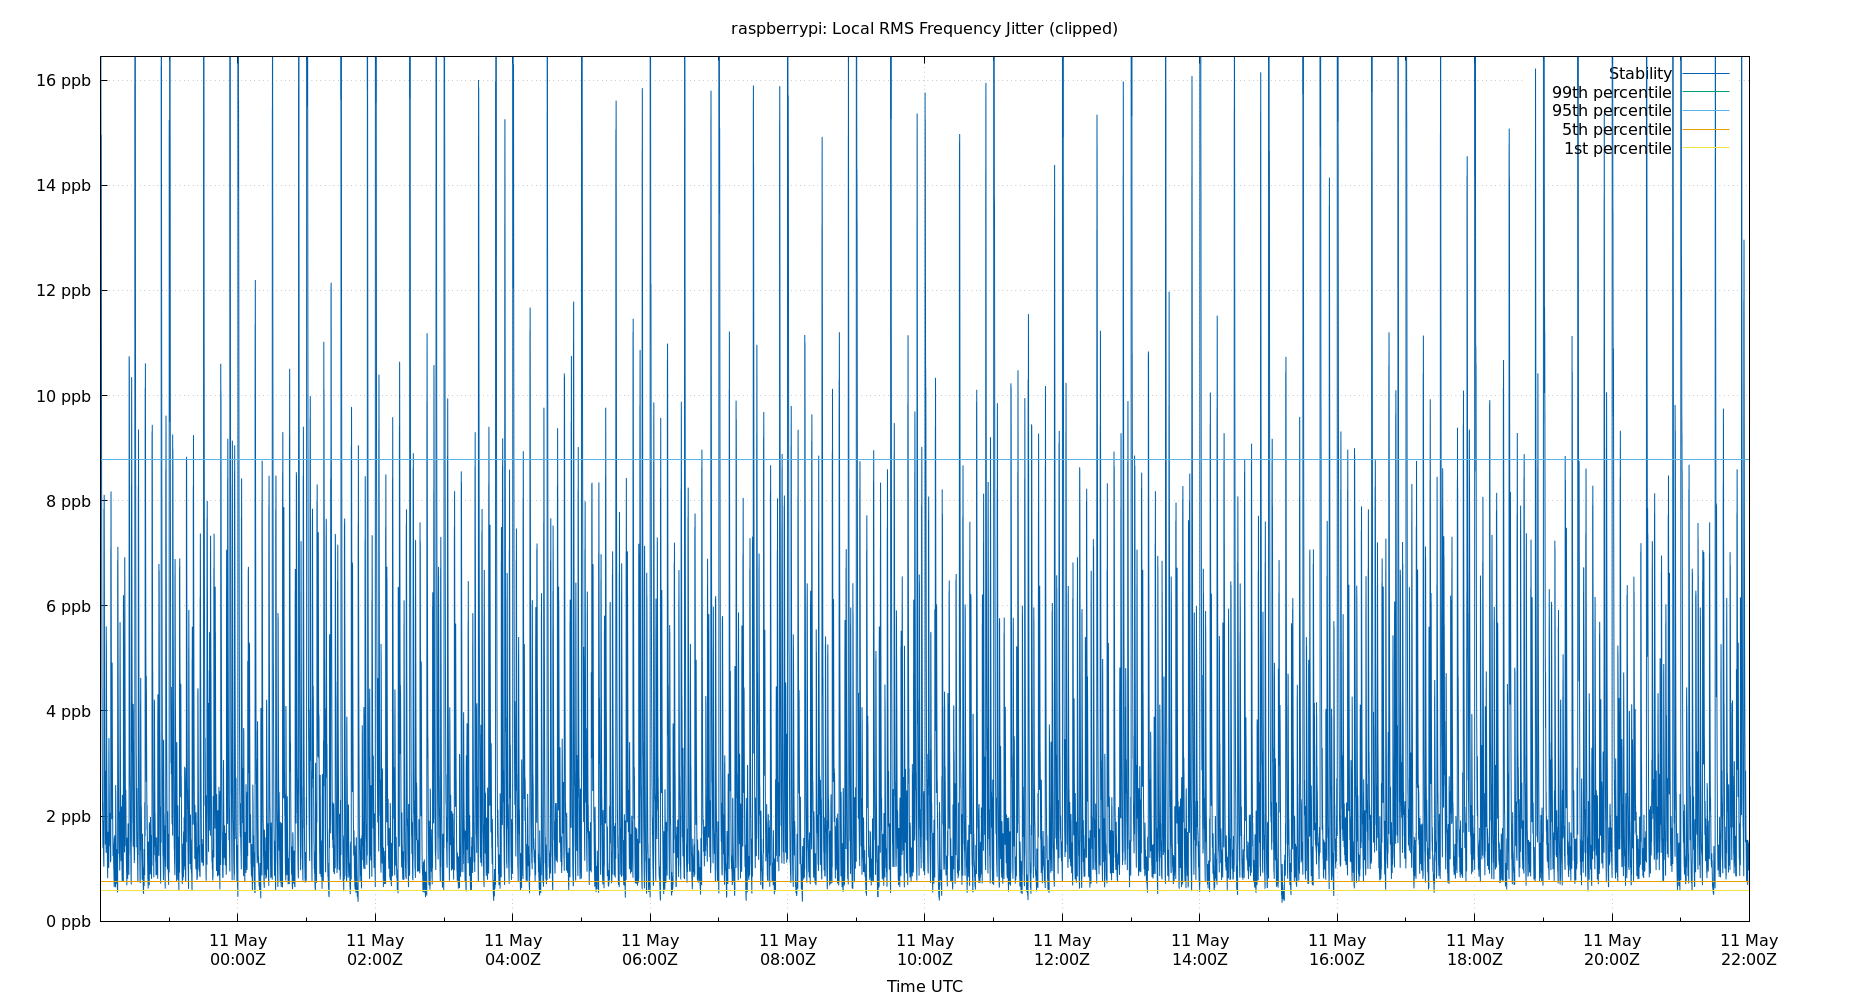 raspberrypi: Local RMS Frequency Jitter (clipped)
16 ppb
14 ppb
12 ppb
10 ppb
8 ppb
6 ppb
4 ppb
2 ppb
0 ppb
Stability
99th percentile
95th percentile
5th percentile
1st percentile
11 May 11 May 11 May 11 May 11 May 11 May 11 May 11 May 11 May 11 May 11 May 11 May
00:00Z 02:00Z 04:00Z 06:00Z 08:00Z 10:00Z 12:00Z 14:00Z 16:00Z 18:00Z 20:00Z 22:00Z
Time UTC